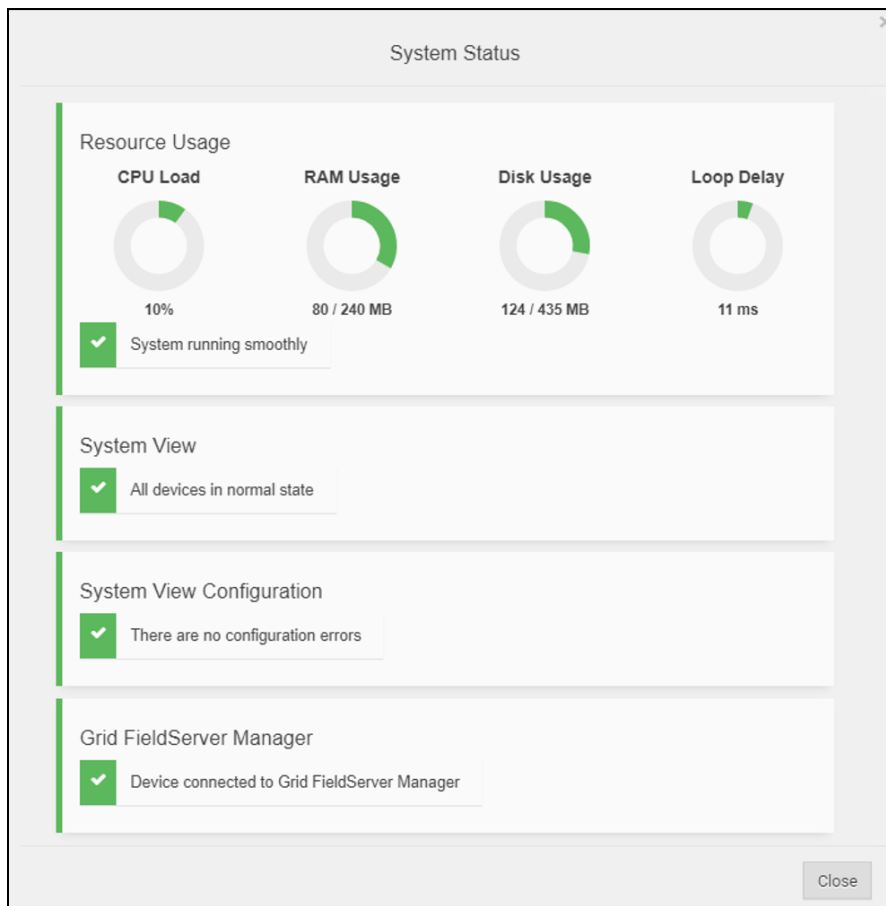 System Status
Resource Usage
CPU Load RAM Usage Disk Usage Loop Delay
10% 80 / 240 MB 124 / 435 MB 11 ms
System running smoothly
System View
All devices in normal state
System View Configuration
There are no configuration errors
Grid FieldServer Manager
Device connected to Grid FieldServer Manager
Close